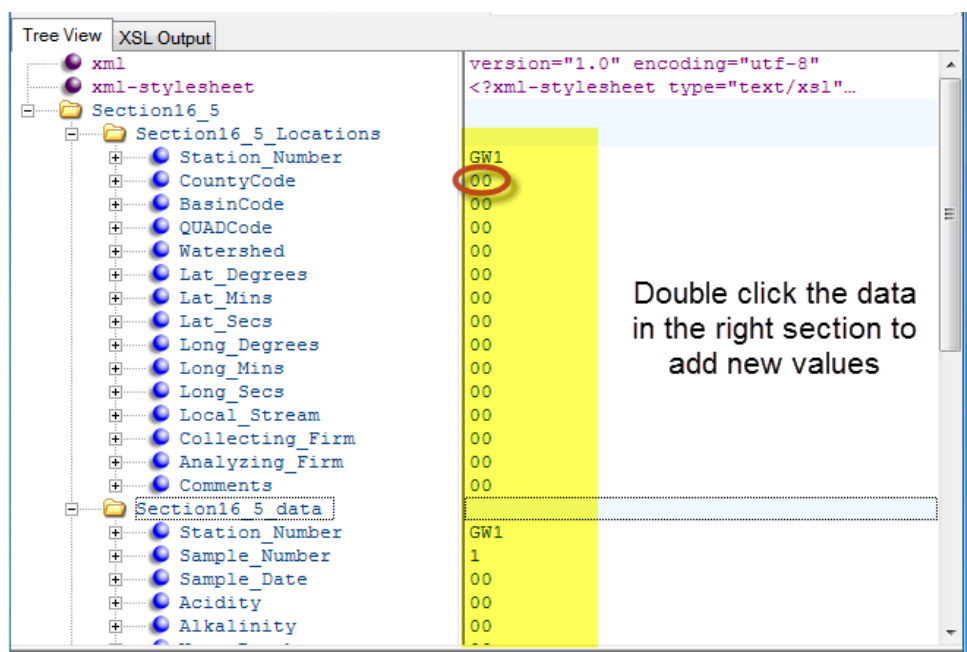 Tree View XSL Output
xml version="1.0" encoding="utf-8"
xml-stylesheet <?xml-stylesheet type="text/xsl"…
Section16_5
Section16_5_Locations
Station_Number GW1
CountyCode 00
BasinCode 00
QUADCode 00
Watershed 00
Lat_Degrees 00
Lat_Mins 00
Lat_Secs 00
Long_Degrees 00
Long_Mins 00
Long_Secs 00
Local_Stream 00
Collecting_Firm 00
Analyzing_Firm 00
Comments 00
Section16_5_data
Station_Number GW1
Sample_Number 1
Sample_Date 00
Acidity 00
Alkalinity 00
Double click the data
in the right section to
add new values